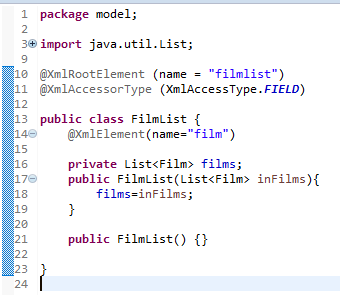 1 package model;
2
3 import java.util.List;
9
10 @XmlRootElement (name = "filmlist")
11 @XmlAccessorType (XmlAccessType.FIELD)
12
13 public class FilmList {
14 @XmlElement(name="film")
15
16 private List<Film> films;
17 public FilmList(List<Film> inFilms){
18 films=inFilms;
19 }
20
21 public FilmList() {}
22
23 }
24